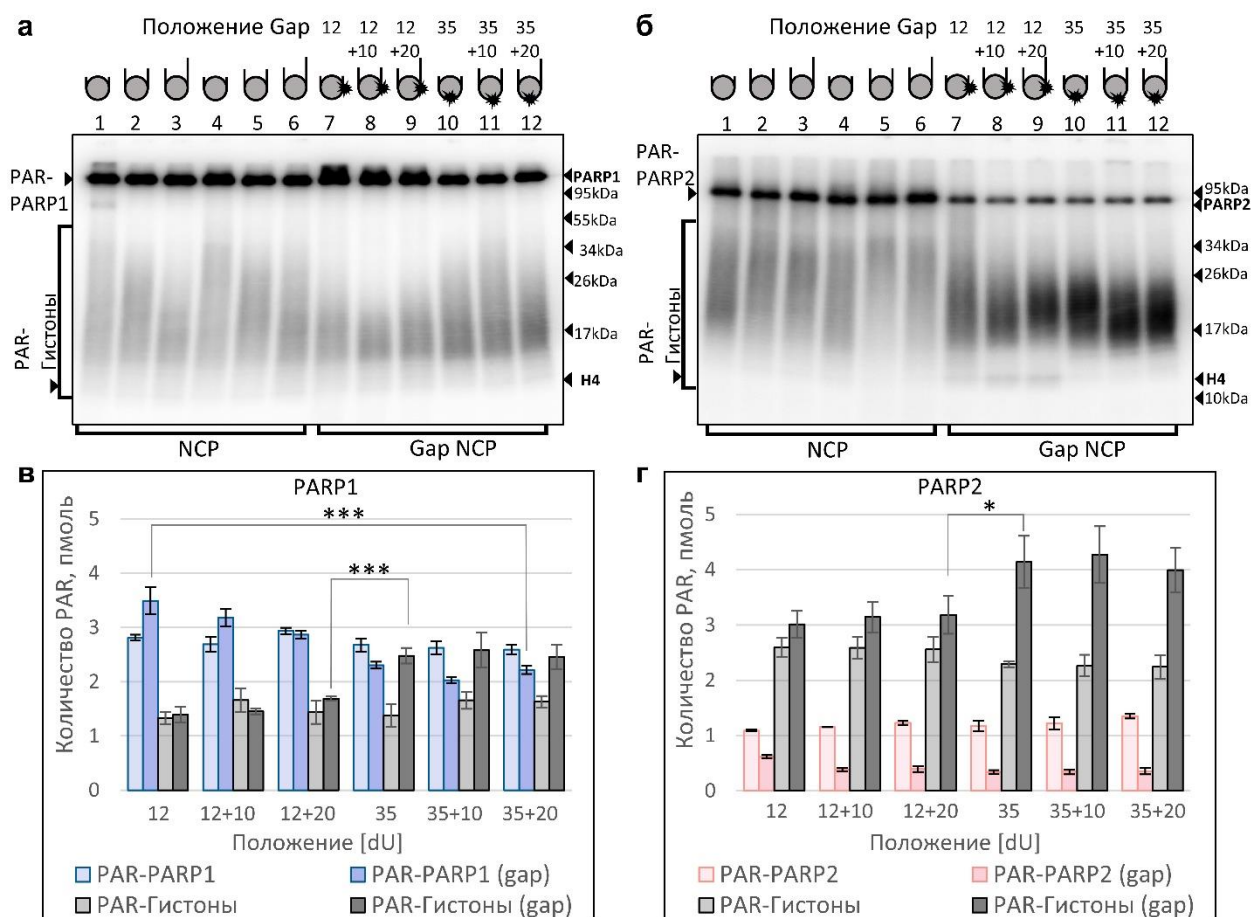 а
Положение Gap 12 12 12 35 35 35
+10 +20 +10 +20
1 2 3 4 5 6 7 8 9 10 11 12
PAR-
PARP1
PAR-
Гистоны
PARP1
95kDa
55kDa
34kDa
26kDa
17kDa
H4
NCP Gap NCP
б
Положение Gap 12 12 12 35 35 35
+10 +20 +10 +20
1 2 3 4 5 6 7 8 9 10 11 12
PAR-
PARP2
PAR-
Гистоны
95kDa
PARP2
34kDa
26kDa
17kDa
H4
10kDa
NCP Gap NCP
в
PARP1
Количество PAR, пмоль
5
4
3
2
1
0
***
***
12 12+10 12+20 35 35+10 35+20
Положение [dU]
PAR-PARP1 PAR-PARP1 (gap)
PAR-Гистоны PAR-Гистоны (gap)
г
PARP2
Количество PAR, пмоль
5
4
3
2
1
0
*
12 12+10 12+20 35 35+10 35+20
Положение [dU]
PAR-PARP2 PAR-PARP2 (gap)
PAR-Гистоны PAR-Гистоны (gap)